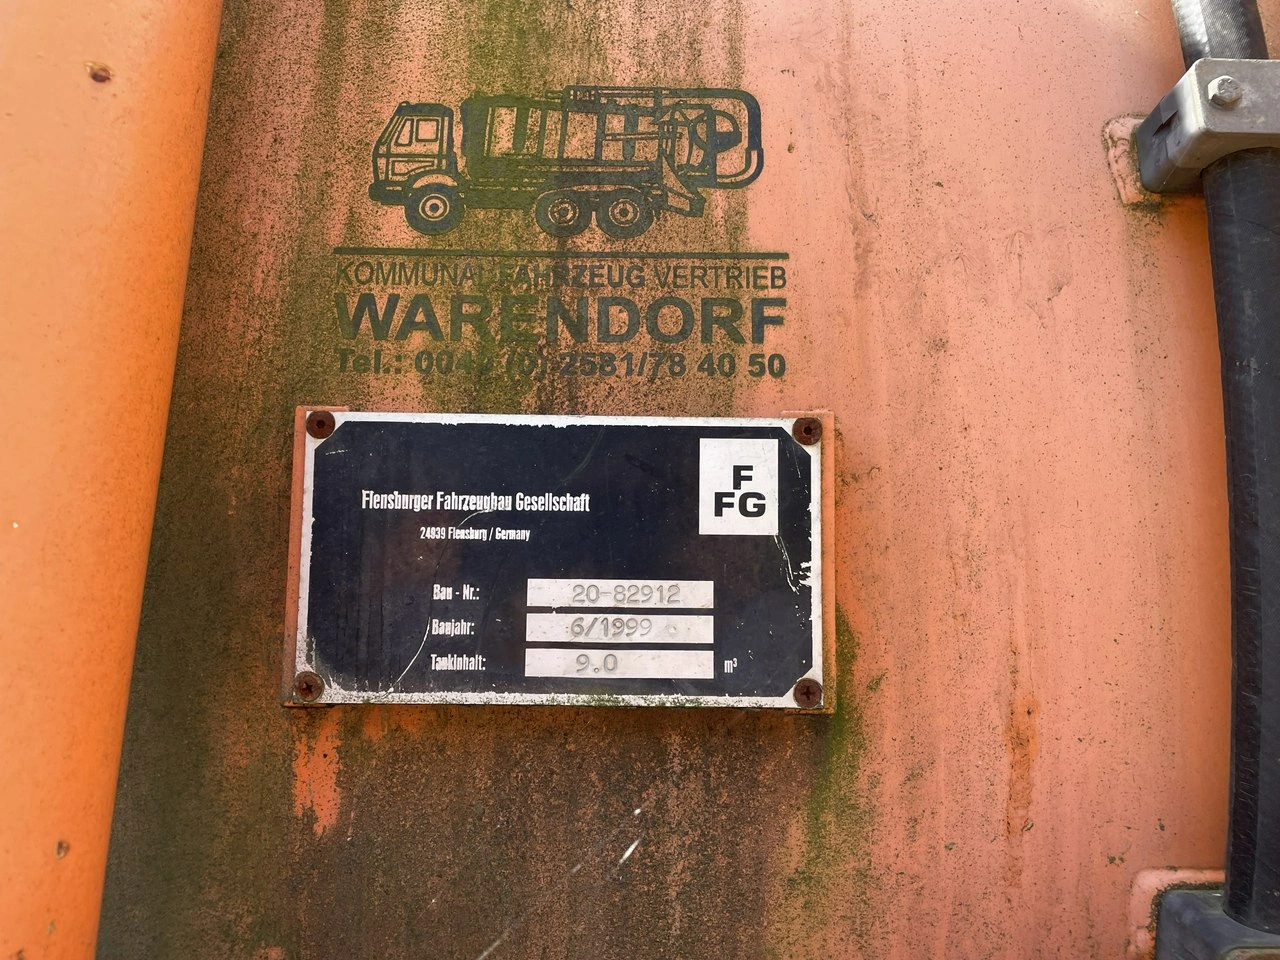 KOMMUNAL FAHRZEUG VERTRIEB
WARENDORF
Tel.: 0049 (0) 2581/78 40 50
F
FG
Flensburger Fahrzeugbau Gesellschaft
24939 Flensburg / Germany
Bau - Nr.: 20-82912
Baujahr: 6/1999
Tankinhalt: 9.0 m³